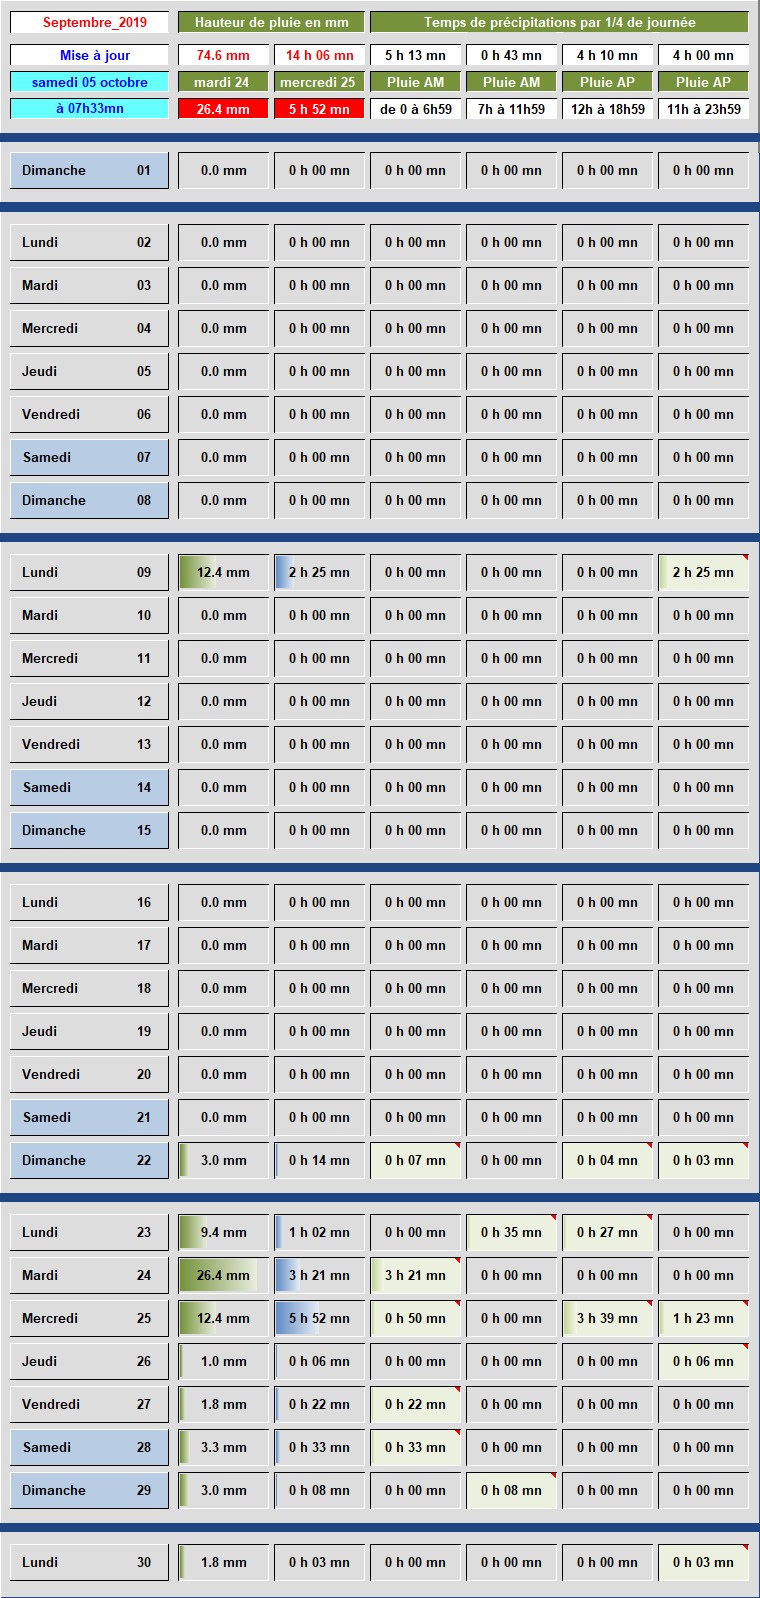 Septembre_2019 Hauteur de pluie en mm Temps de précipitations par 1/4 de journée
Mise à jour 74.6 mm 14 h 06 mn 5 h 13 mn 0 h 43 mn 4 h 10 mn 4 h 00 mn
samedi 05 octobre mardi 24 mercredi 25 Pluie AM Pluie AM Pluie AP Pluie AP
à 07h33mn 26.4 mm 5 h 52 mn de 0 à 6h59 7h à 11h59 12h à 18h59 11h à 23h59
Dimanche 01 0.0 mm 0 h 00 mn 0 h 00 mn 0 h 00 mn 0 h 00 mn 0 h 00 mn
Lundi 02 0.0 mm 0 h 00 mn 0 h 00 mn 0 h 00 mn 0 h 00 mn 0 h 00 mn
Mardi 03 0.0 mm 0 h 00 mn 0 h 00 mn 0 h 00 mn 0 h 00 mn 0 h 00 mn
Mercredi 04 0.0 mm 0 h 00 mn 0 h 00 mn 0 h 00 mn 0 h 00 mn 0 h 00 mn
Jeudi 05 0.0 mm 0 h 00 mn 0 h 00 mn 0 h 00 mn 0 h 00 mn 0 h 00 mn
Vendredi 06 0.0 mm 0 h 00 mn 0 h 00 mn 0 h 00 mn 0 h 00 mn 0 h 00 mn
Samedi 07 0.0 mm 0 h 00 mn 0 h 00 mn 0 h 00 mn 0 h 00 mn 0 h 00 mn
Dimanche 08 0.0 mm 0 h 00 mn 0 h 00 mn 0 h 00 mn 0 h 00 mn 0 h 00 mn
Lundi 09 12.4 mm 2 h 25 mn 0 h 00 mn 0 h 00 mn 0 h 00 mn 2 h 25 mn
Mardi 10 0.0 mm 0 h 00 mn 0 h 00 mn 0 h 00 mn 0 h 00 mn 0 h 00 mn
Mercredi 11 0.0 mm 0 h 00 mn 0 h 00 mn 0 h 00 mn 0 h 00 mn 0 h 00 mn
Jeudi 12 0.0 mm 0 h 00 mn 0 h 00 mn 0 h 00 mn 0 h 00 mn 0 h 00 mn
Vendredi 13 0.0 mm 0 h 00 mn 0 h 00 mn 0 h 00 mn 0 h 00 mn 0 h 00 mn
Samedi 14 0.0 mm 0 h 00 mn 0 h 00 mn 0 h 00 mn 0 h 00 mn 0 h 00 mn
Dimanche 15 0.0 mm 0 h 00 mn 0 h 00 mn 0 h 00 mn 0 h 00 mn 0 h 00 mn
Lundi 16 0.0 mm 0 h 00 mn 0 h 00 mn 0 h 00 mn 0 h 00 mn 0 h 00 mn
Mardi 17 0.0 mm 0 h 00 mn 0 h 00 mn 0 h 00 mn 0 h 00 mn 0 h 00 mn
Mercredi 18 0.0 mm 0 h 00 mn 0 h 00 mn 0 h 00 mn 0 h 00 mn 0 h 00 mn
Jeudi 19 0.0 mm 0 h 00 mn 0 h 00 mn 0 h 00 mn 0 h 00 mn 0 h 00 mn
Vendredi 20 0.0 mm 0 h 00 mn 0 h 00 mn 0 h 00 mn 0 h 00 mn 0 h 00 mn
Samedi 21 0.0 mm 0 h 00 mn 0 h 00 mn 0 h 00 mn 0 h 00 mn 0 h 00 mn
Dimanche 22 3.0 mm 0 h 14 mn 0 h 07 mn 0 h 00 mn 0 h 04 mn 0 h 03 mn
Lundi 23 9.4 mm 1 h 02 mn 0 h 00 mn 0 h 35 mn 0 h 27 mn 0 h 00 mn
Mardi 24 26.4 mm 3 h 21 mn 3 h 21 mn 0 h 00 mn 0 h 00 mn 0 h 00 mn
Mercredi 25 12.4 mm 5 h 52 mn 0 h 50 mn 0 h 00 mn 3 h 39 mn 1 h 23 mn
Jeudi 26 1.0 mm 0 h 06 mn 0 h 00 mn 0 h 00 mn 0 h 00 mn 0 h 06 mn
Vendredi 27 1.8 mm 0 h 22 mn 0 h 22 mn 0 h 00 mn 0 h 00 mn 0 h 00 mn
Samedi 28 3.3 mm 0 h 33 mn 0 h 33 mn 0 h 00 mn 0 h 00 mn 0 h 00 mn
Dimanche 29 3.0 mm 0 h 08 mn 0 h 00 mn 0 h 08 mn 0 h 00 mn 0 h 00 mn
Lundi 30 1.8 mm 0 h 03 mn 0 h 00 mn 0 h 00 mn 0 h 00 mn 0 h 03 mn